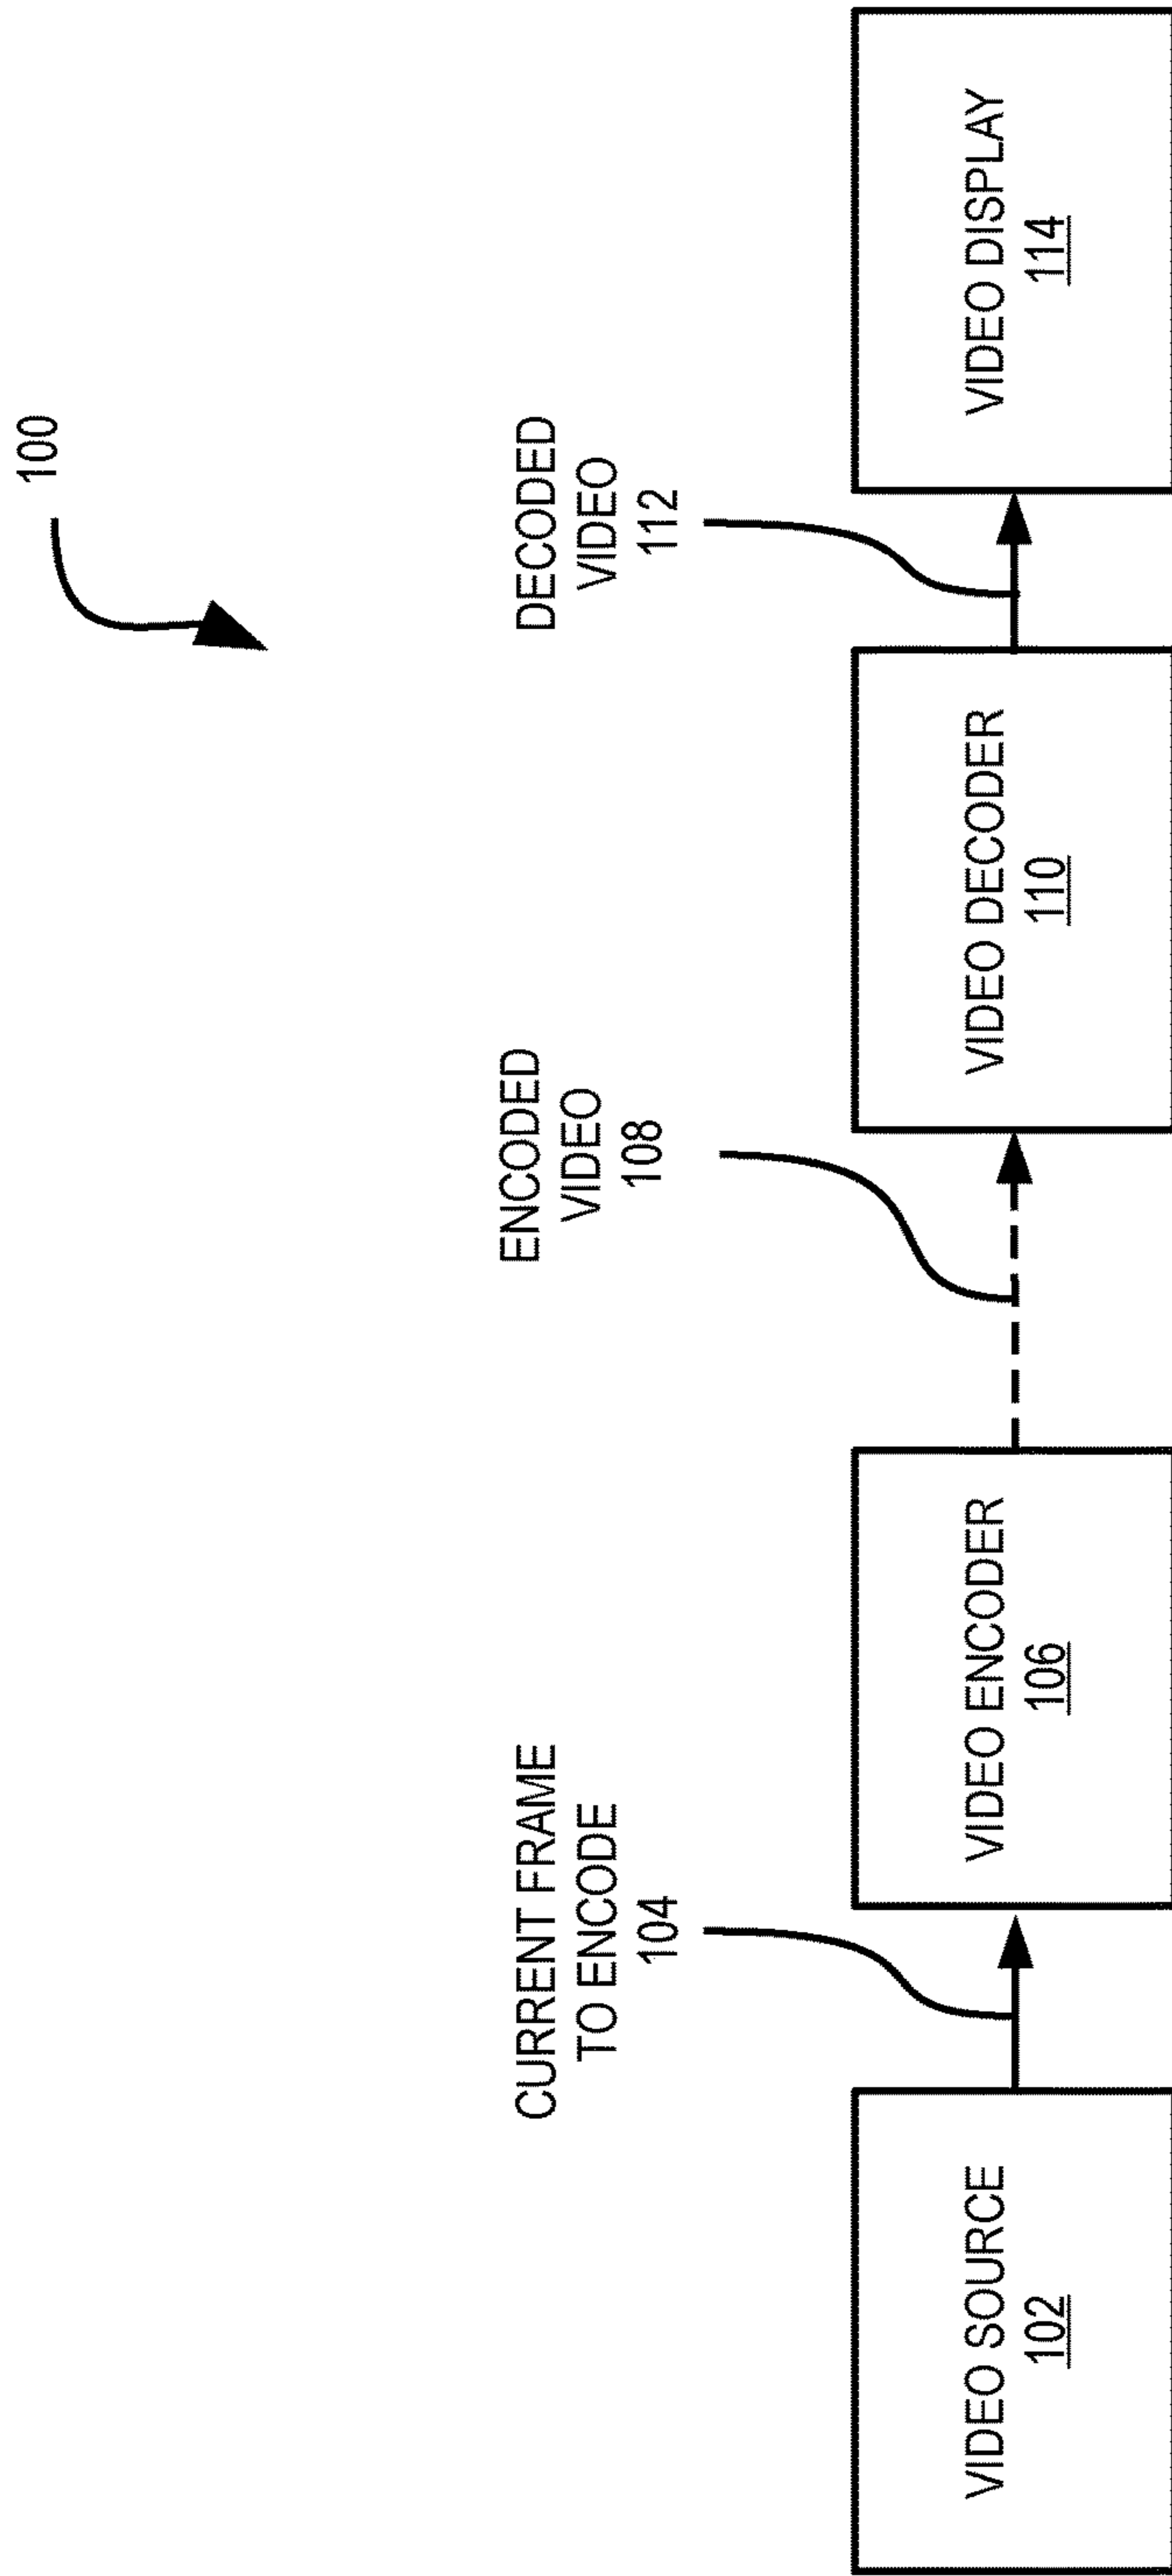 100
CURRENT FRAME
TO ENCODE
104
ENCODED
VIDEO
108
DECODED
VIDEO
112
VIDEO SOURCE
102
VIDEO ENCODER
106
VIDEO DECODER
110
VIDEO DISPLAY
114